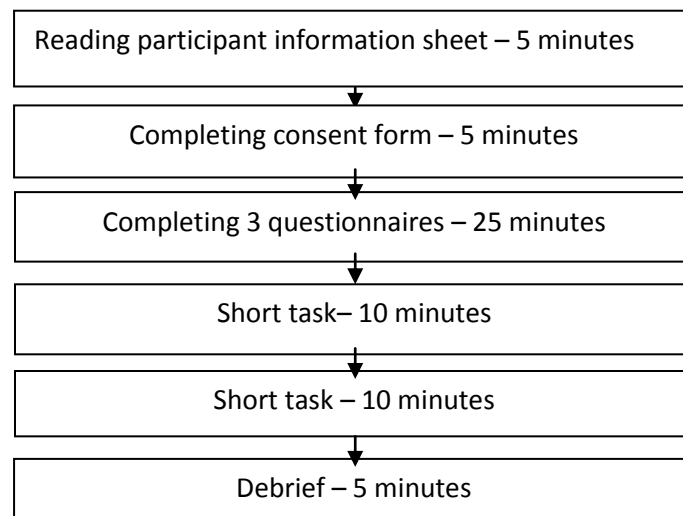 Reading participant information sheet – 5 minutes
Completing consent form – 5 minutes
Completing 3 questionnaires – 25 minutes
Short task– 10 minutes
Short task – 10 minutes
Debrief – 5 minutes